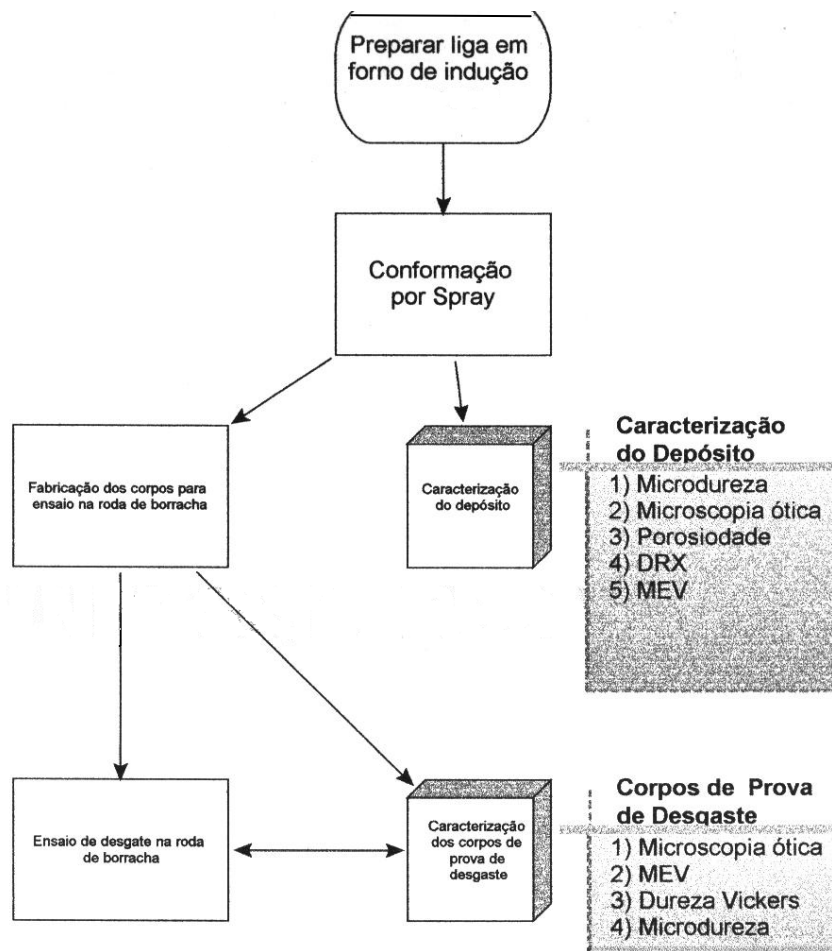 Preparar liga em
forno de indução
Conformação
por Spray
Fabricação dos corpos para
ensaio na roda de borracha
Caracterização
do depósito
Caracterização
do Depósito
1) Microdureza
2) Microscopia ótica
3) Porosiodade
4) DRX
5) MEV
Ensaio de desgate na roda
de borracha
Caracterização
dos corpos de
prova de
desgaste
Corpos de Prova
de Desgaste
1) Microscopia ótica
2) MEV
3) Dureza Vickers
4) Microdureza